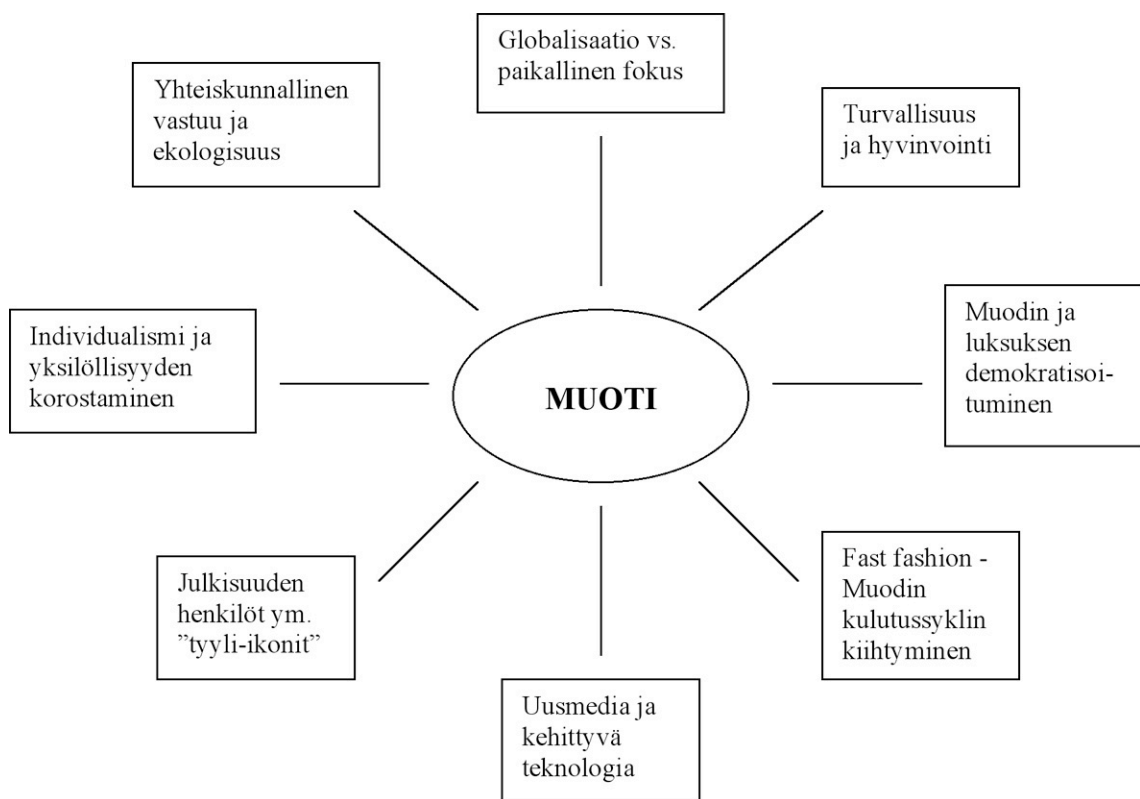 Globalisaatio vs.
paikallinen fokus
Yhteiskunnallinen
vastuu ja
ekologisuus
Turvallisuus
ja hyvinvointi
Individualismi ja
yksilöllisyyden
korostaminen
MUOTI
Muodin ja
luksuksen
demokratisoi-
tuminen
Julkisuuden
henkilöt ym.
”tyyli-ikonit”
Fast fashion -
Muodin
kulutussyklin
kiihtyminen
Uusmedia ja
kehittyvä
teknologia